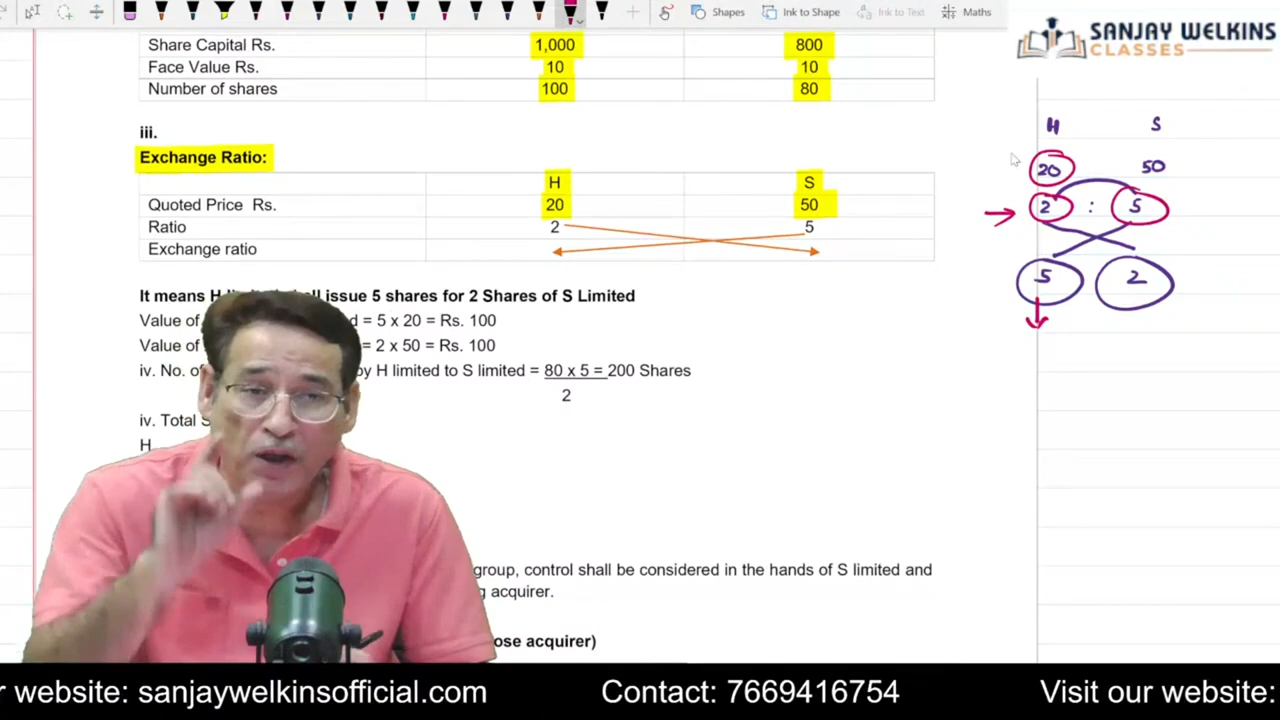 Shapes Ink to Shape Ink to Text Maths
SANJAY WELKINS
CLASSES
Share Capital Rs. 1,000 800
Face Value Rs. 10 10
Number of shares 100 80
iii.
Exchange Ratio:
H S
Quoted Price Rs. 20 50
Ratio 2 5
Exchange ratio
It means H issue 5 shares for 2 Shares of S Limited
Value of d = 5 x 20 = Rs. 100
Value of = 2 x 50 = Rs. 100
iv. No. of by H limited to S limited = 80 x 5 = 200 Shares
2
iv. Total S
H
group, control shall be considered in the hands of S limited and
g acquirer.
ose acquirer)
H S
20 50
2 : 5
5 2
r website: sanjaywelkinsofficial.com Contact: 7669416754 Visit our website: